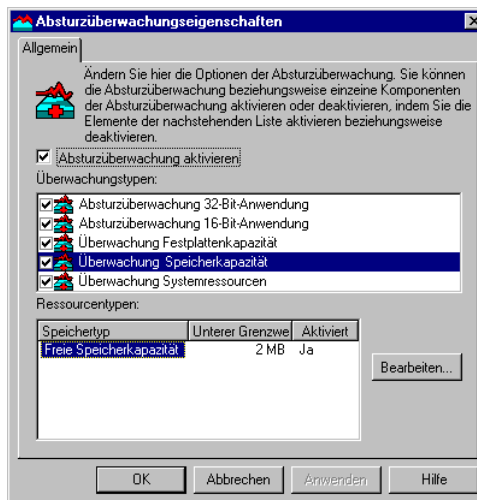 Absturzüberwachungseigenschaften
Allgemein
Ändern Sie hier die Optionen der Absturzüberwachung. Sie können
die Absturzüberwachung beziehungsweise einzeine Komponenten
der Absturzüberwachung aktivieren oder deaktivieren, indem Sie die
Elemente der nachstehenden Liste aktivieren beziehungsweise
deaktivieren.
Absturzüberwachung aktivieren
Überwachungstypen:
Absturzüberwachung 32-Bit-Anwendung
Absturzüberwachung 16-Bit-Anwendung
Überwachung Festplattenkapazität
Überwachung Speicherkapazität
Überwachung Systemressourcen
Ressourcentypen:
Speichertyp Unterer Grenzwe Aktiviert
Freie Speicherkapazität 2 MB Ja
Bearbeiten...
OK Abbrechen Anwenden Hilfe